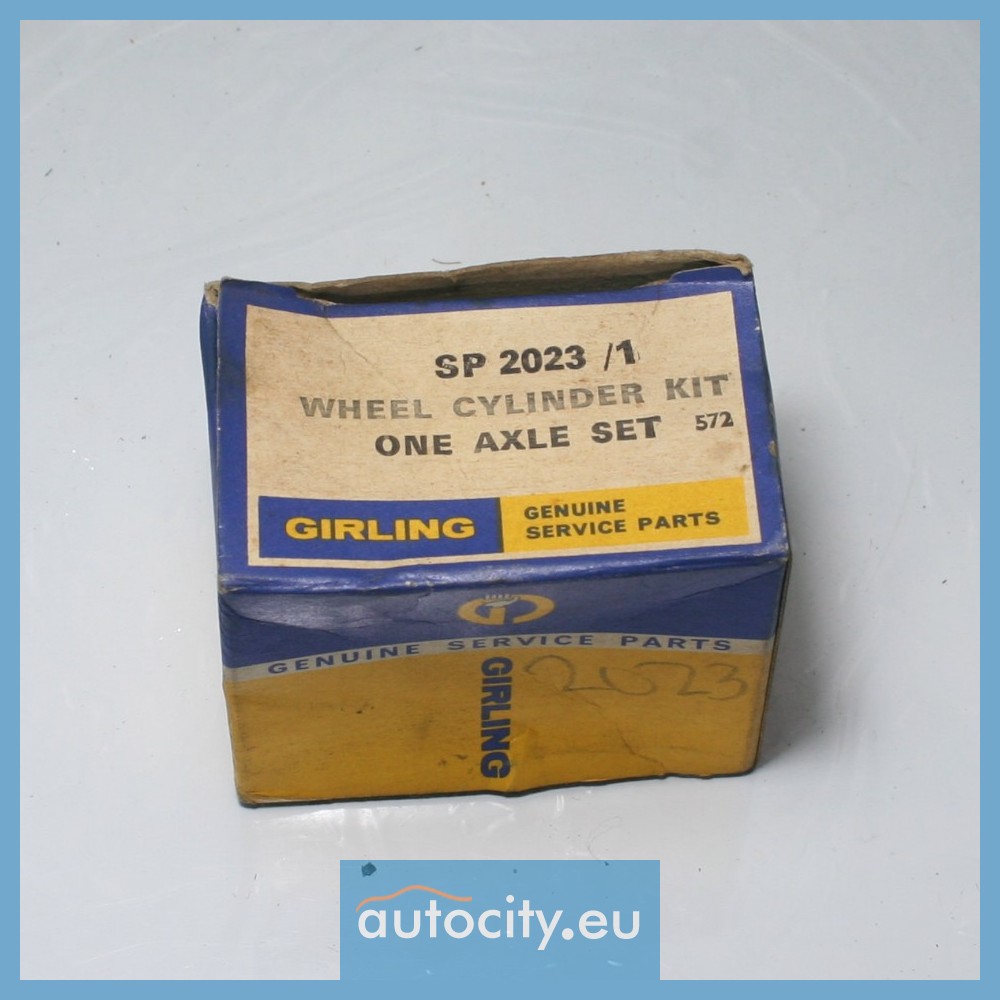 SP 2023 /1
WHEEL CYLINDER KIT
ONE AXLE SET 572
GIRLING
GENUINE
SERVICE PARTS
GENUINE SERVICE PARTS
GIRLING
2023
autocity.eu